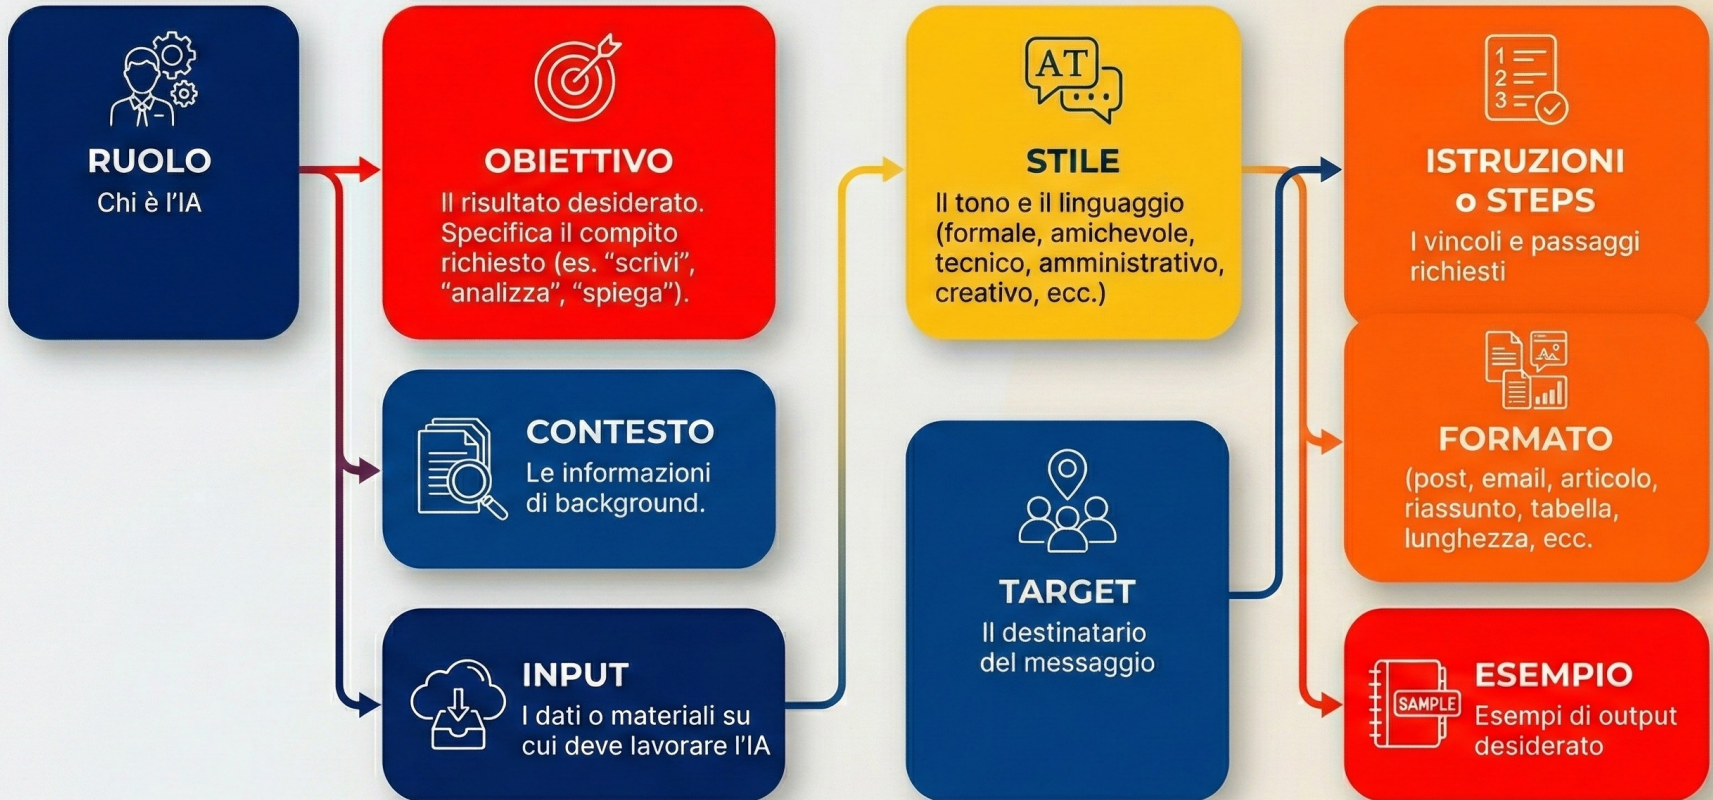 RUOLO
Chi è l'IA
OBIETTIVO
Il risultato desiderato.
Specifica il compito
richiesto (es. “scrivi”,
“analizza”, “spiega”).
CONTESTO
Le informazioni
di background.
INPUT
I dati o materiali su
cui deve lavorare l'IA
AT
STILE
Il tono e il linguaggio
(formale, amichevole,
tecnico, amministrativo,
creativo, ecc.)
TARGET
Il destinatario
del messaggio
1
2
3
ISTRUZIONI
o STEPS
I vincoli e passaggi
richiesti
A
FORMATO
(post, email, articolo,
riassunto, tabella,
lunghezza, ecc.
SAMPLE
ESEMPIO
Esempi di output
desiderato